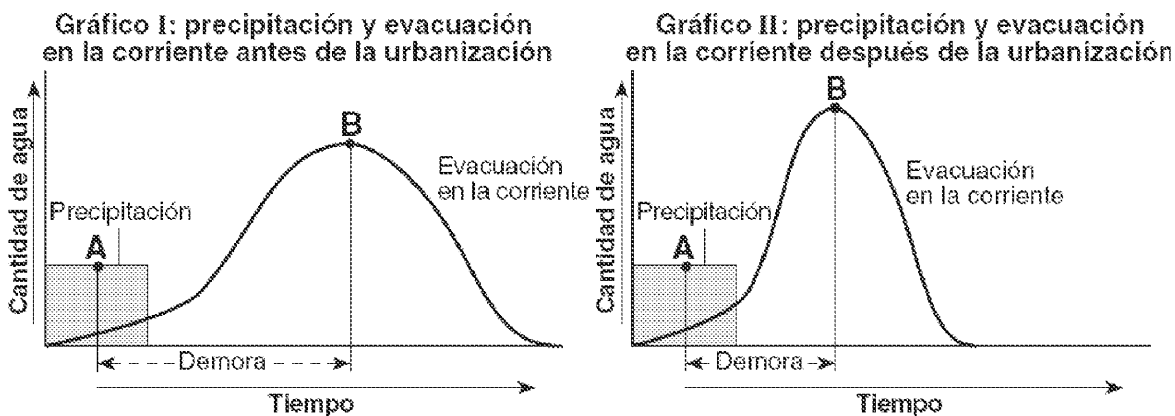 Gráfico I: precipitación y evacuación
en la corriente antes de la urbanización
Cantidad de agua
Precipitación
A
B
Evacuación
en la corriente
Demora
Tiempo
Gráfico II: precipitación y evacuación
en la corriente después de la urbanización
Cantidad de agua
Precipitación
A
B
Evacuación
en la corriente
Demora
Tiempo